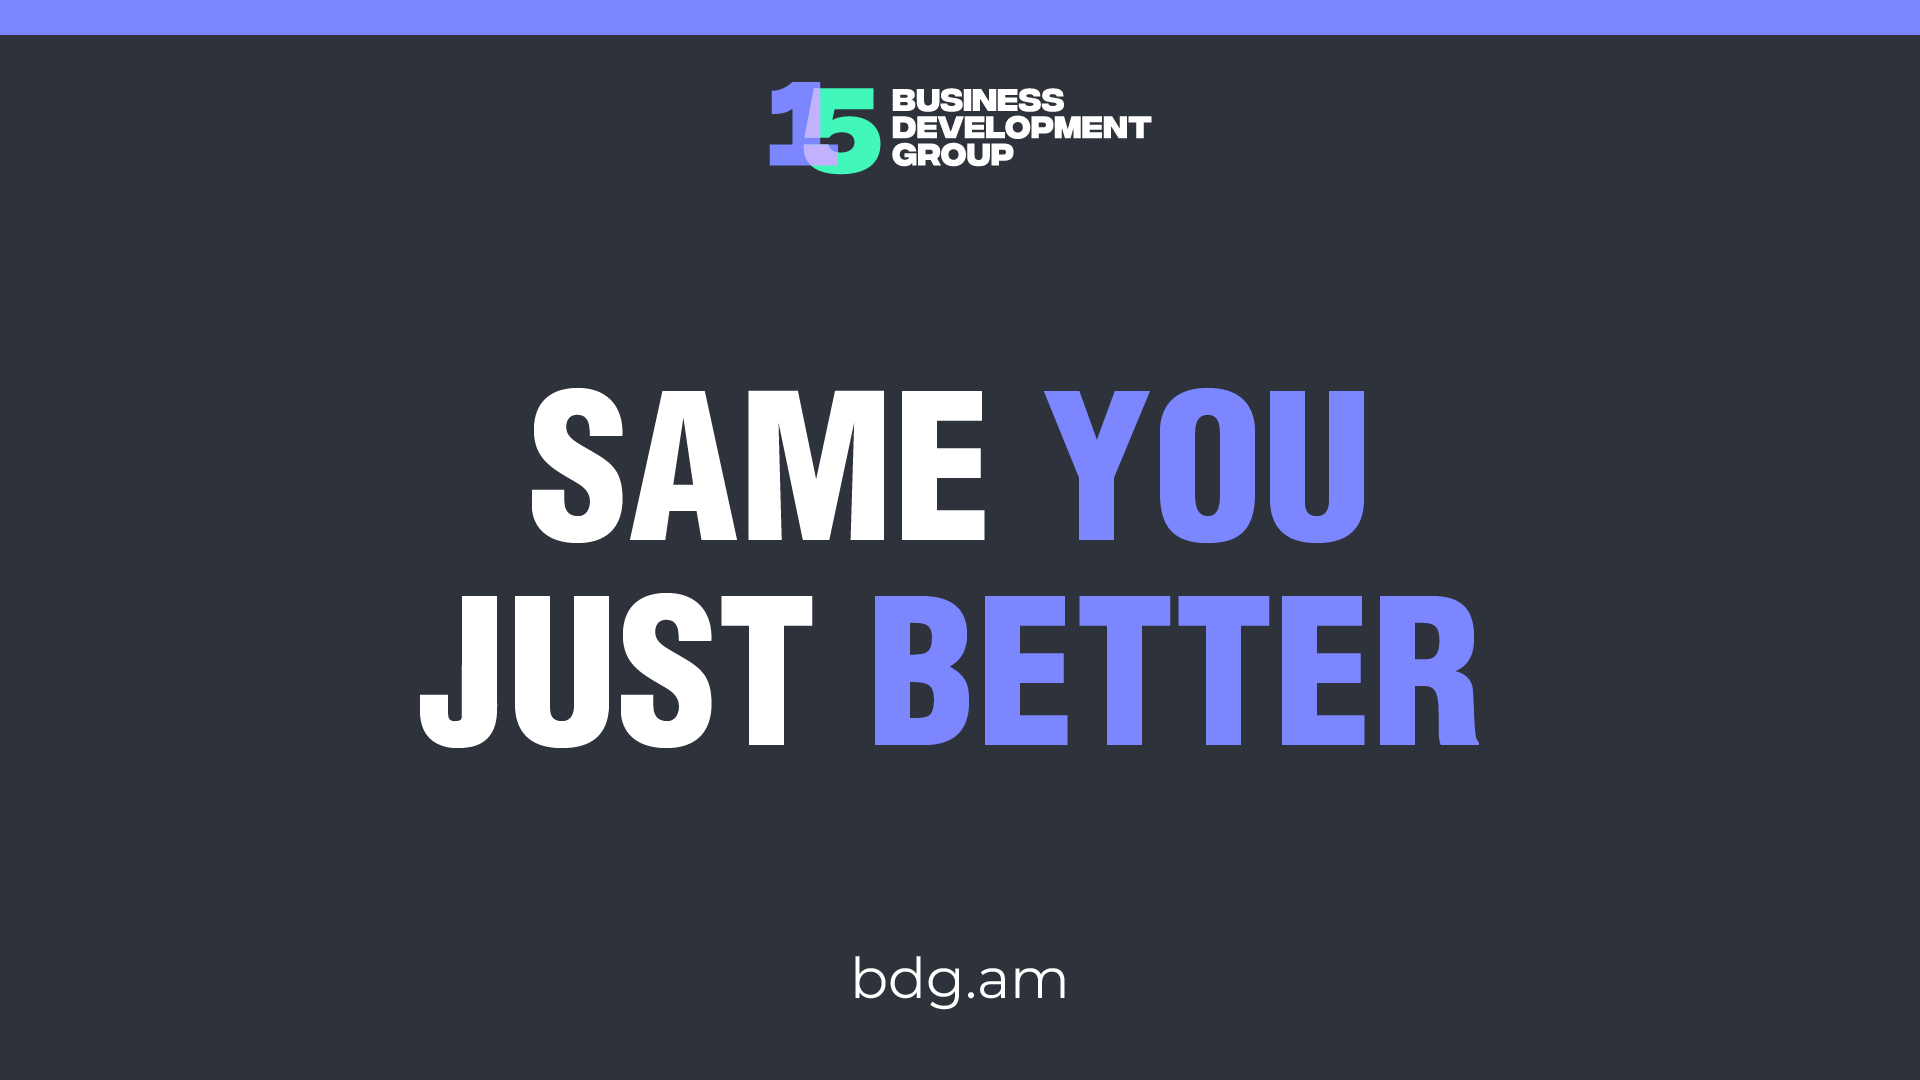 15 BUSINESS
DEVELOPMENT
GROUP
SAME YOU
JUST BETTER
bdg.am